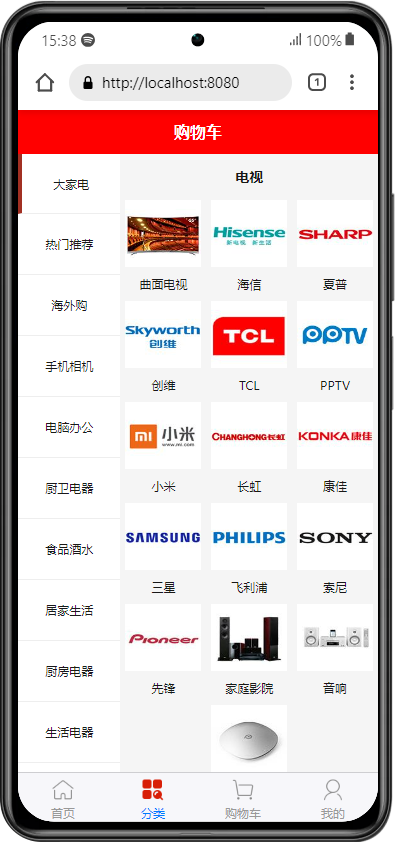 15:38 100%
http://localhost:8080 1
购物车
大家电
热门推荐
海外购
手机相机
电脑办公
厨卫电器
食品酒水
居家生活
厨房电器
生活电器
电视
65"
Hisense
新电视 新生活
SHARP
曲面电视 海信 夏普
Skyworth
创维
TCL
PPTV
创维 TCL PPTV
mi 小米
www.mi.com
CHANGHONG长虹
KONKA 康佳
小米 长虹 康佳
SAMSUNG PHILIPS SONY
三星 飞利浦 索尼
Pioneer
先锋 家庭影院 音响
首页 分类 购物车 我的